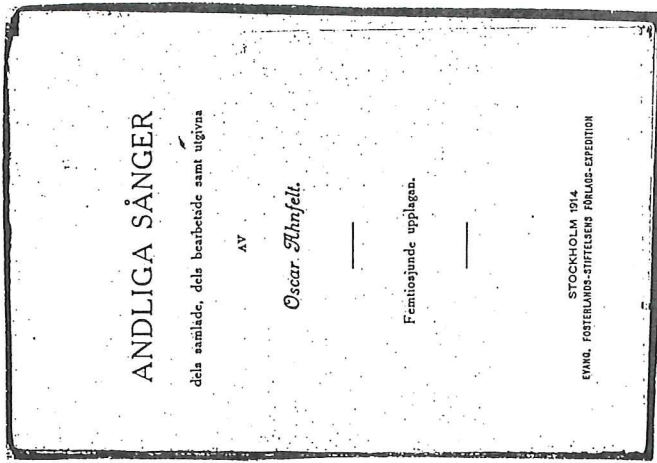 ANDLIGA SÅNGER
dels samlade, dels bearbetade samt utgivna
AV
Oscar Ahnfelt.
Femtiosjunde upplagan.
STOCKHOLM 1914
EVANG. FOSTERLANDS-STIFTELSENS FÖRLAGS-EXPEDITION